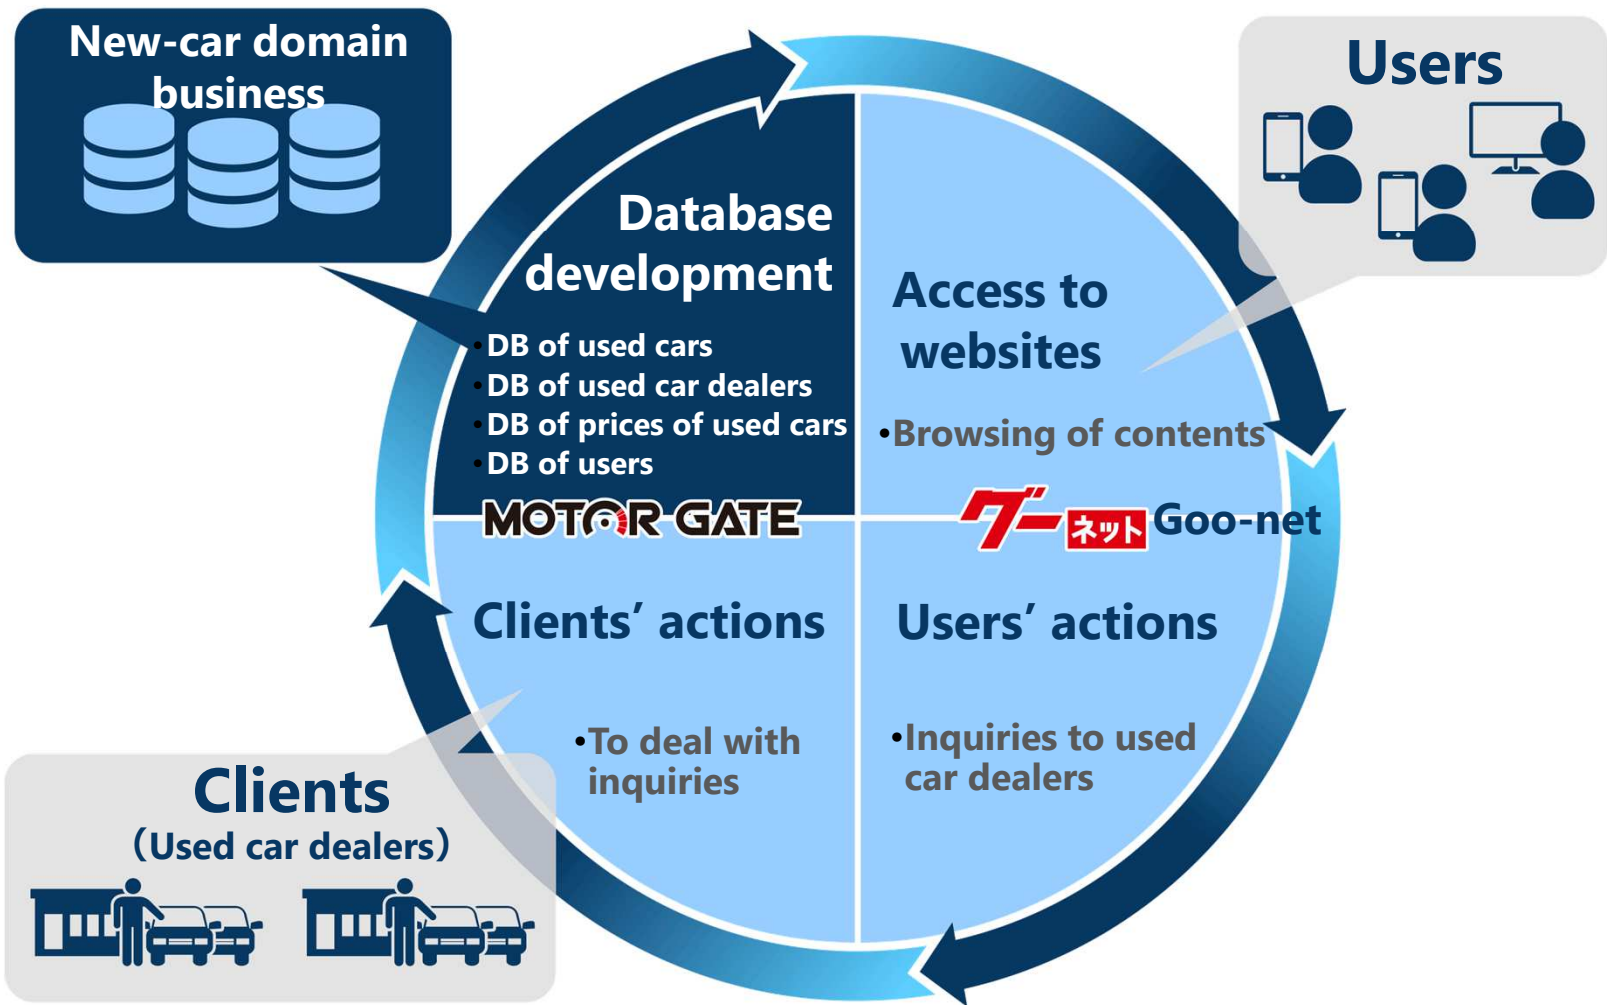 New-car domain
business
Users
Database
development
•DB of used cars
•DB of used car dealers
•DB of prices of used cars
•DB of users
Access to
websites
•Browsing of contents
MOTOR GATE
グーネット Goo-net
Clients’ actions
•To deal with
inquiries
Users’ actions
•Inquiries to used
car dealers
Clients
（Used car dealers）